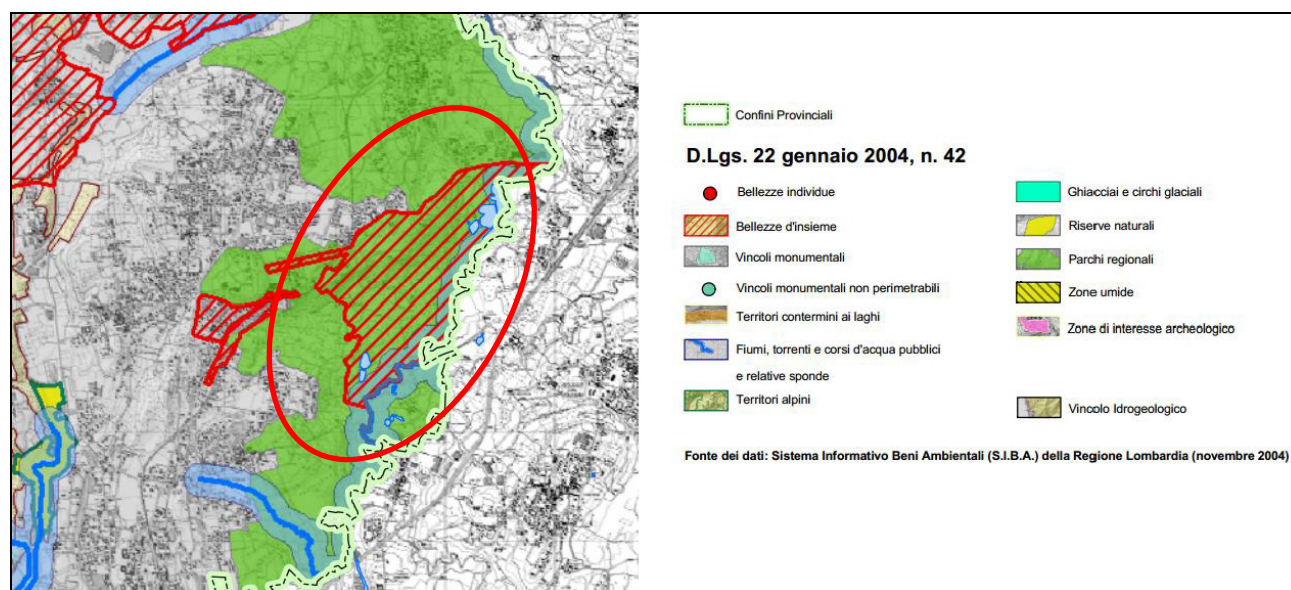 Confini Provinciali
D.Lgs. 22 gennaio 2004, n. 42
Bellezze individue
Bellezze d'insieme
Vincoli monumentali
Vincoli monumentali non perimetrabili
Territori contermini ai laghi
Fiumi, torrenti e corsi d'acqua pubblici
e relative sponde
Territori alpini
Ghiacciai e circhi glaciali
Riserve naturali
Parchi regionali
Zone umide
Zone di interesse archeologico
Vincolo Idrogeologico
Fonte dei dati: Sistema Informativo Beni Ambientali (S.I.B.A.) della Regione Lombardia (novembre 2004)